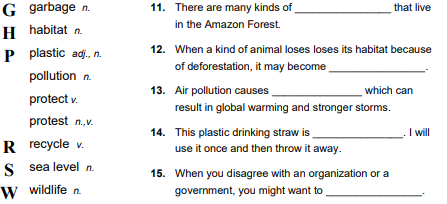 G garbage n.
H habitat n.
P plastic adj., n.
pollution n.
protect v.
protest n.,v.
R recycle v.
S sea level n.
W wildlife n.
11. There are many kinds of ________________ that live
in the Amazon Forest.
12. When a kind of animal loses loses its habitat because
of deforestation, it may become ________________.
13. Air pollution causes ________________ which can
result in global warming and stronger storms.
14. This plastic drinking straw is ________________. I will
use it once and then throw it away.
15. When you disagree with an organization or a
government, you might want to ________________.